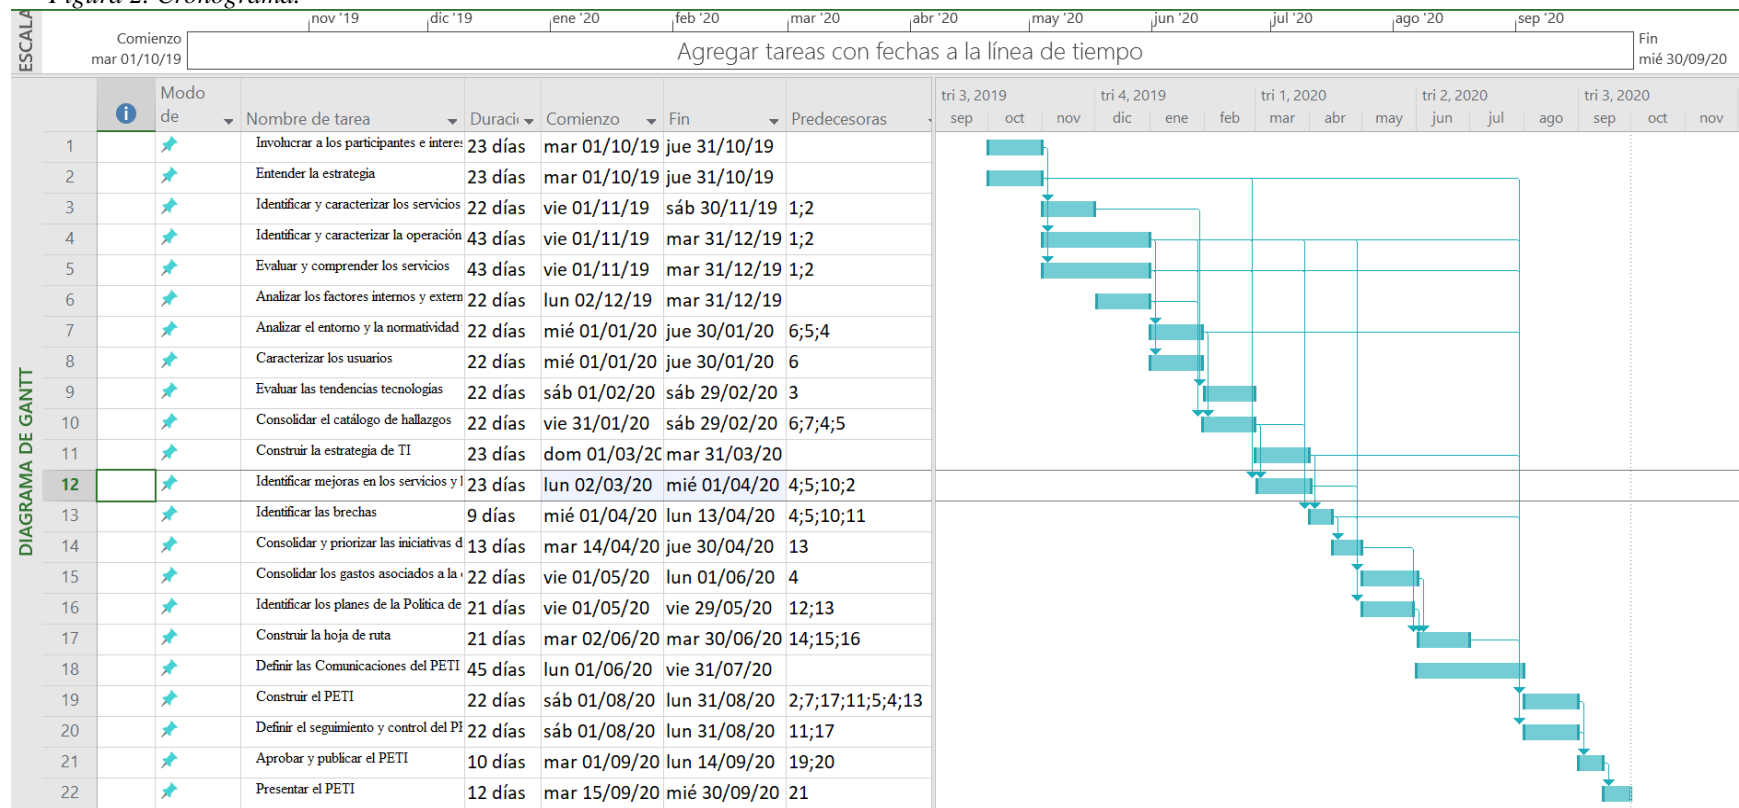 Figura 2. Cronograma.
nov '19 dic '19 ene '20 feb '20 mar '20 abr '20 may '20 jun '20 jul '20 ago '20 sep '20
ESCALA
Comienzo
mar 01/10/19
Agregar tareas con fechas a la línea de tiempo
Fin
mié 30/09/20
DIAGRAMA DE GANTT
Modo de Nombre de tarea Duració Comienzo Fin Predecesoras
tri 3, 2019 tri 4, 2019 tri 1, 2020 tri 2, 2020 tri 3, 2020
sep oct nov dic ene feb mar abr may jun jul ago sep oct nov
1 Involucrar a los participantes e intere 23 días mar 01/10/19 jue 31/10/19
2 Entender la estrategia 23 días mar 01/10/19 jue 31/10/19
3 Identificar y caracterizar los servicios 22 días vie 01/11/19 sáb 30/11/19 1;2
4 Identificar y caracterizar la operación 43 días vie 01/11/19 mar 31/12/19 1;2
5 Evaluar y comprender los servicios 43 días vie 01/11/19 mar 31/12/19 1;2
6 Analizar los factores internos y extern 22 días lun 02/12/19 mar 31/12/19
7 Analizar el entorno y la normatividad 22 días mié 01/01/20 jue 30/01/20 6;5;4
8 Caracterizar los usuarios 22 días mié 01/01/20 jue 30/01/20 6
9 Evaluar las tendencias tecnologías 22 días sáb 01/02/20 sáb 29/02/20 3
10 Consolidar el catálogo de hallazgos 22 días vie 31/01/20 sáb 29/02/20 6;7;4;5
11 Construir la estrategia de TI 23 días dom 01/03/20 mar 31/03/20
12 Identificar mejoras en los servicios y l 23 días lun 02/03/20 mié 01/04/20 4;5;10;2
13 Identificar las brechas 9 días mié 01/04/20 lun 13/04/20 4;5;10;11
14 Consolidar y priorizar las iniciativas d 13 días mar 14/04/20 jue 30/04/20 13
15 Consolidar los gastos asociados a la 22 días vie 01/05/20 lun 01/06/20 4
16 Identificar los planes de la Política de 21 días vie 01/05/20 vie 29/05/20 12;13
17 Construir la hoja de ruta 21 días mar 02/06/20 mar 30/06/20 14;15;16
18 Definir las Comunicaciones del PETI 45 días lun 01/06/20 vie 31/07/20
19 Construir el PETI 22 días sáb 01/08/20 lun 31/08/20 2;7;17;11;5;4;13
20 Definir el seguimiento y control del PE 22 días sáb 01/08/20 lun 31/08/20 11;17
21 Aprobar y publicar el PETI 10 días mar 01/09/20 lun 14/09/20 19;20
22 Presentar el PETI 12 días mar 15/09/20 mié 30/09/20 21